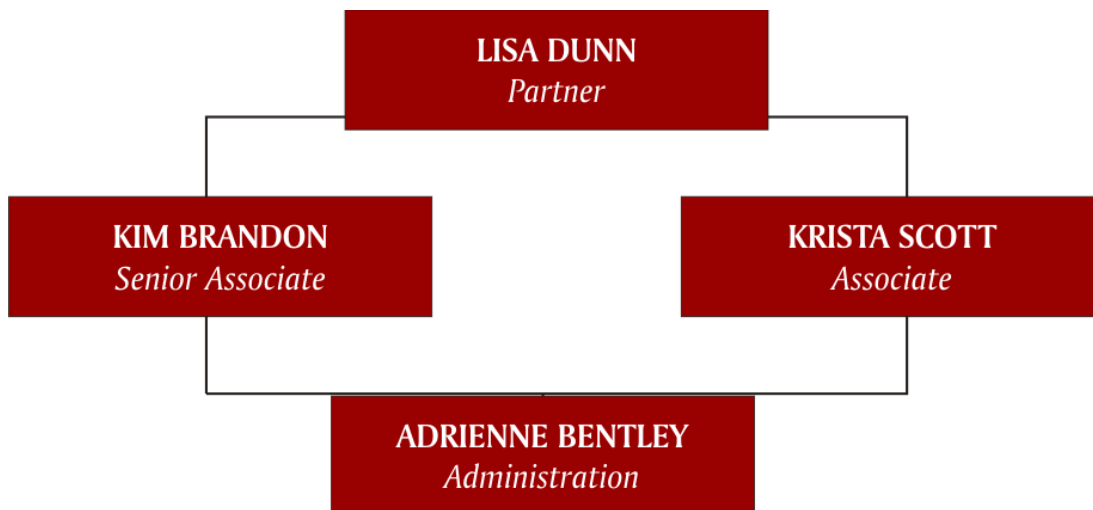 LISA DUNN
Partner
KIM BRANDON
Senior Associate
KRISTA SCOTT
Associate
ADRIENNE BENTLEY
Administration